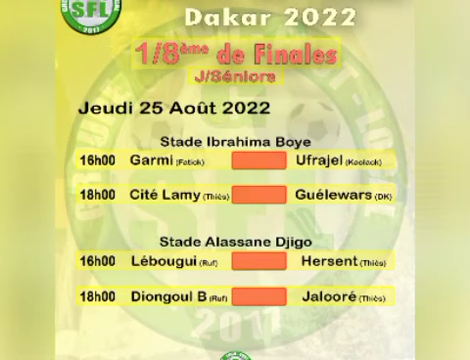 SFL
2017
Dakar 2022
1/8ème de Finales
J/Séniors
Jeudi 25 Août 2022
Stade Ibrahima Boye
16h00 Garmi (Fatick) Ufrajel (Kaolack)
18h00 Cité Lamy (Thiès) Guélewars (DK)
Stade Alassane Djigo
16h00 Lébougui (Ruf) Hersent (Thiès)
18h00 Diongoul B (Ruf) Jalooré (Thiès)
2017